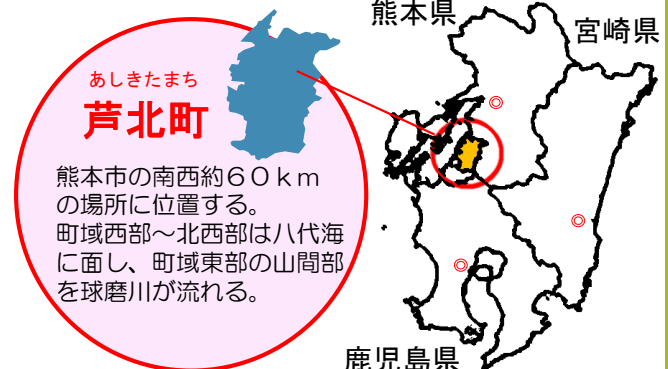 熊本県
宮崎県
あしきたまち
芦北町
熊本市の南西約６０ｋｍ
の場所に位置する。
町域西部～北西部は八代海
に面し、町域東部の山間部
を球磨川が流れる。
鹿児島県